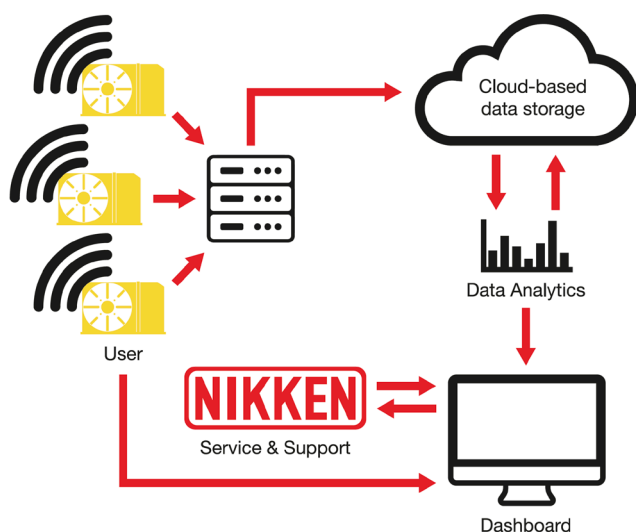 Cloud-based
data storage
Data Analytics
User
NIKKEN
Service & Support
Dashboard